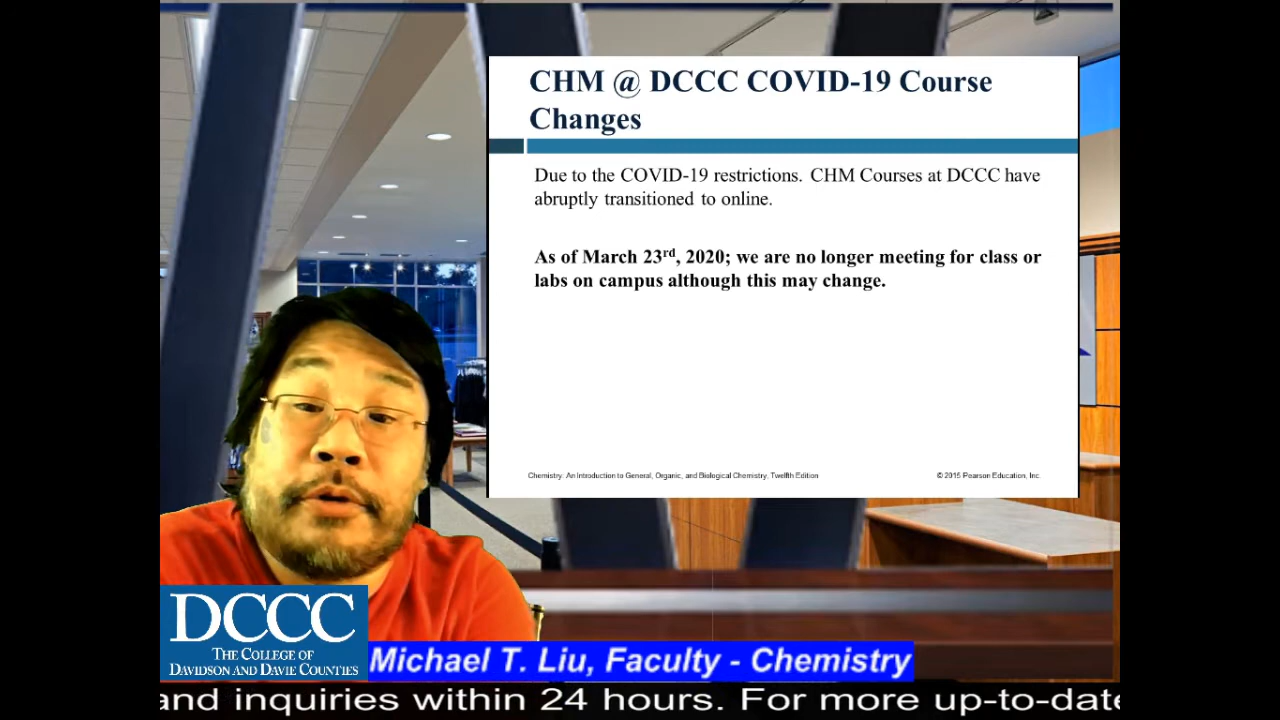 CHM @ DCCC COVID-19 Course
Changes
Due to the COVID-19 restrictions. CHM Courses at DCCC have
abruptly transitioned to online.
As of March 23rd, 2020; we are no longer meeting for class or
labs on campus although this may change.
Chemistry: An Introduction to General, Organic, and Biological Chemistry, Twelfth Edition
© 2015 Pearson Education, Inc.
DCCC
THE COLLEGE OF
DAVIDSON AND DAVIE COUNTIES
Michael T. Liu, Faculty - Chemistry
and inquiries within 24 hours. For more up-to-date